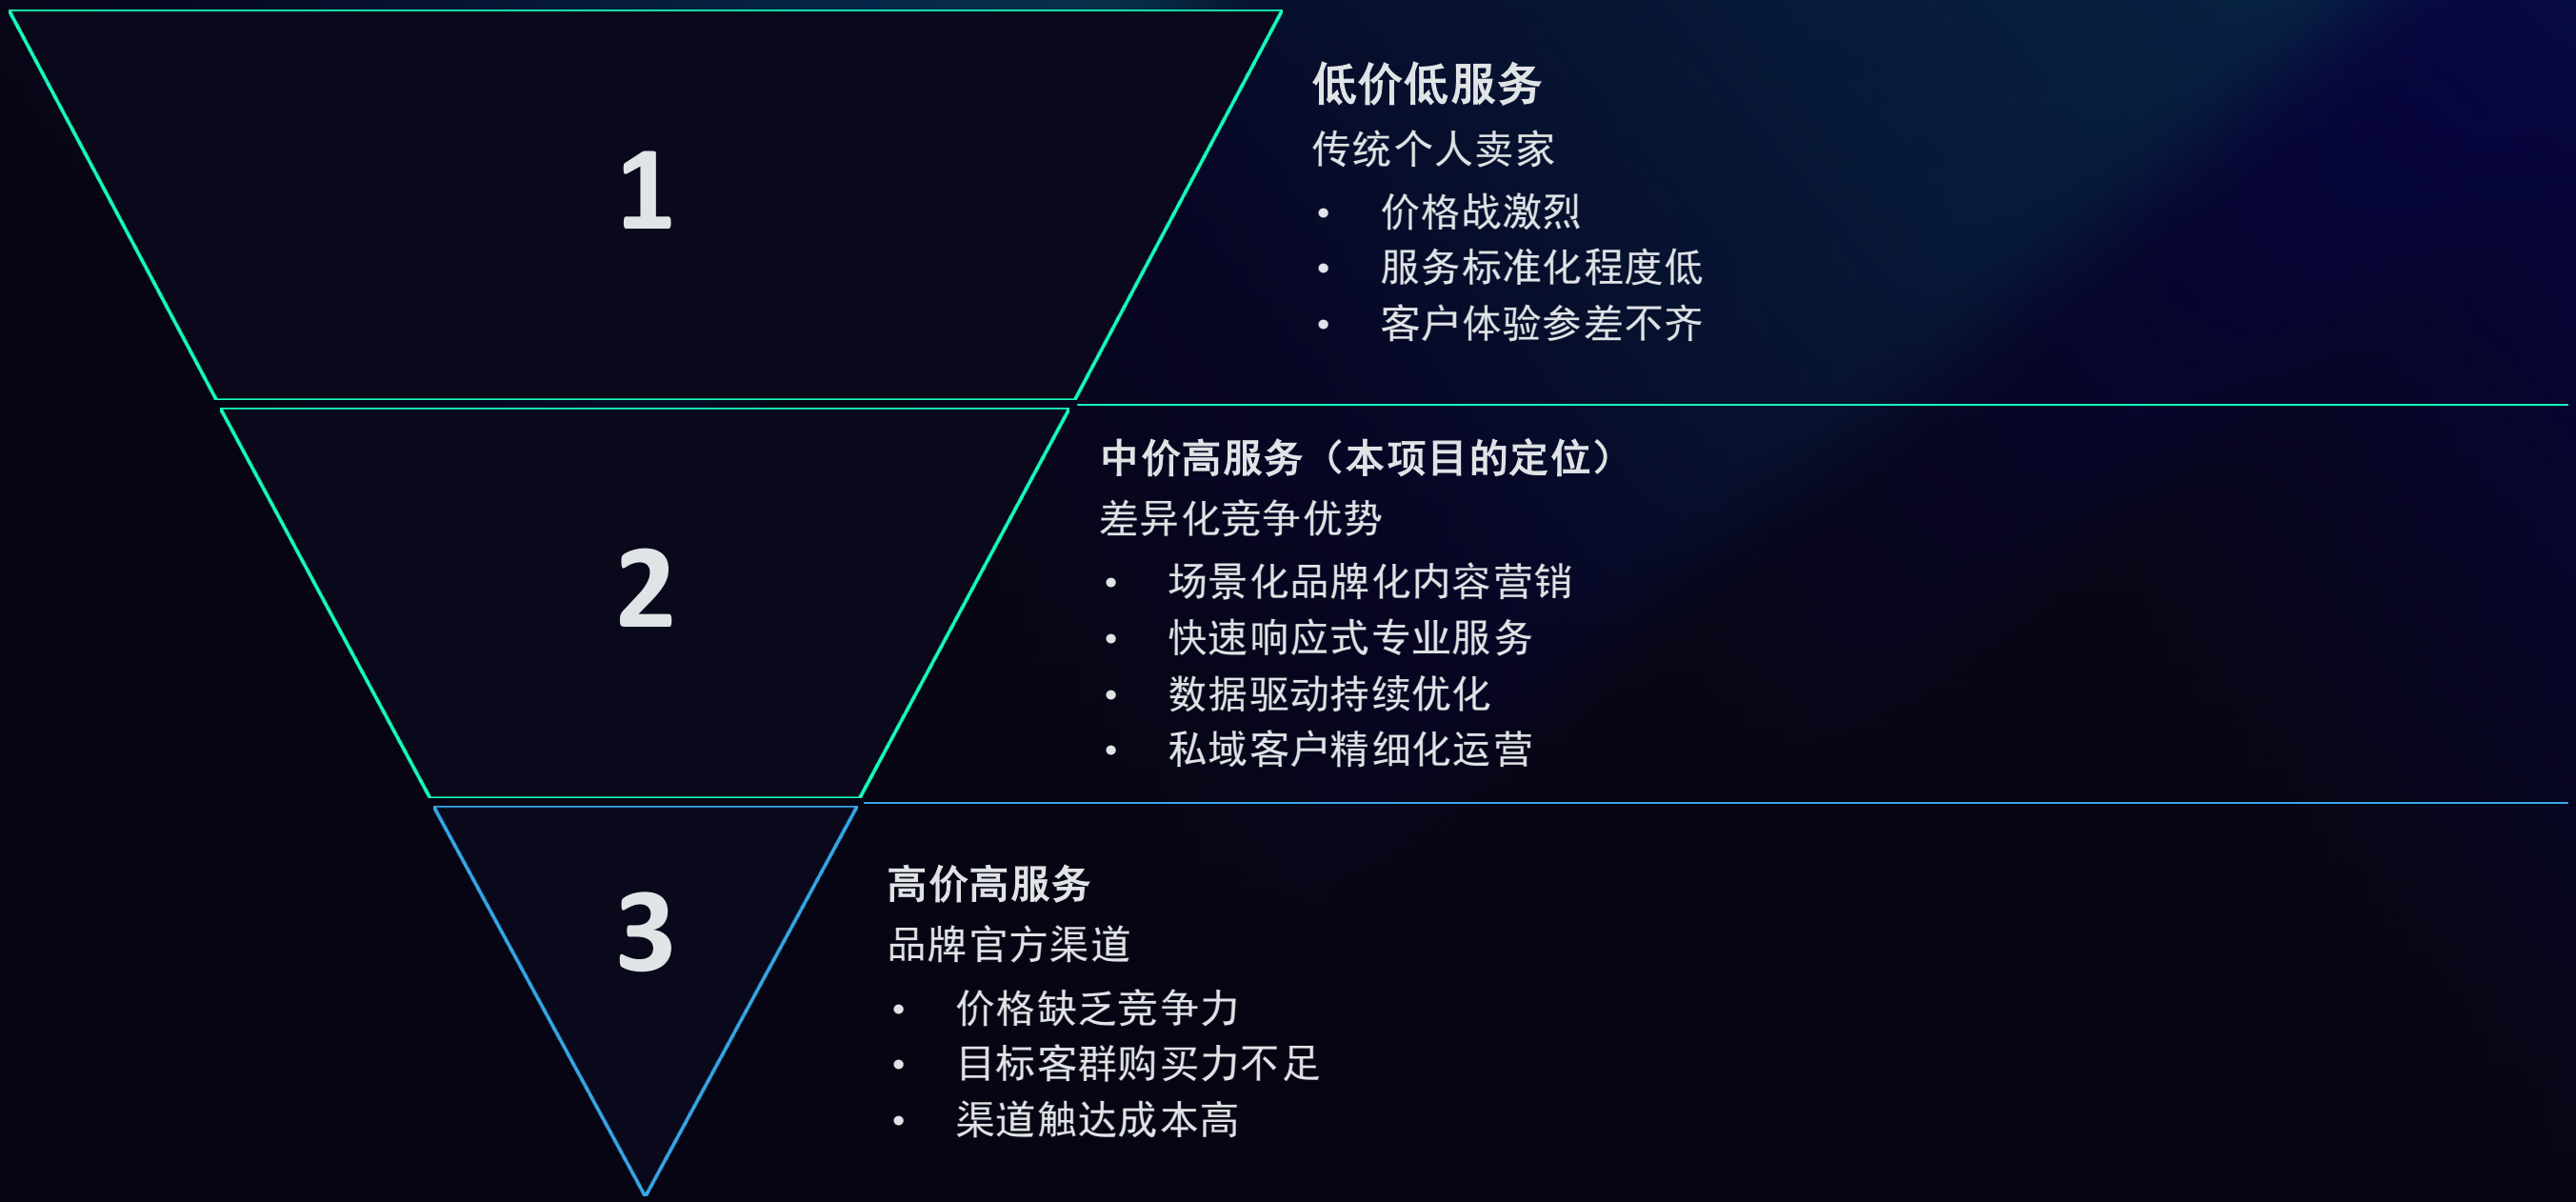 1
低价低服务
传统个人卖家
• 价格战激烈
• 服务标准化程度低
• 客户体验参差不齐
2
中价高服务（本项目的定位）
差异化竞争优势
• 场景化品牌化内容营销
• 快速响应式专业服务
• 数据驱动持续优化
• 私域客户精细化运营
3
高价高服务
品牌官方渠道
• 价格缺乏竞争力
• 目标客群购买力不足
• 渠道触达成本高